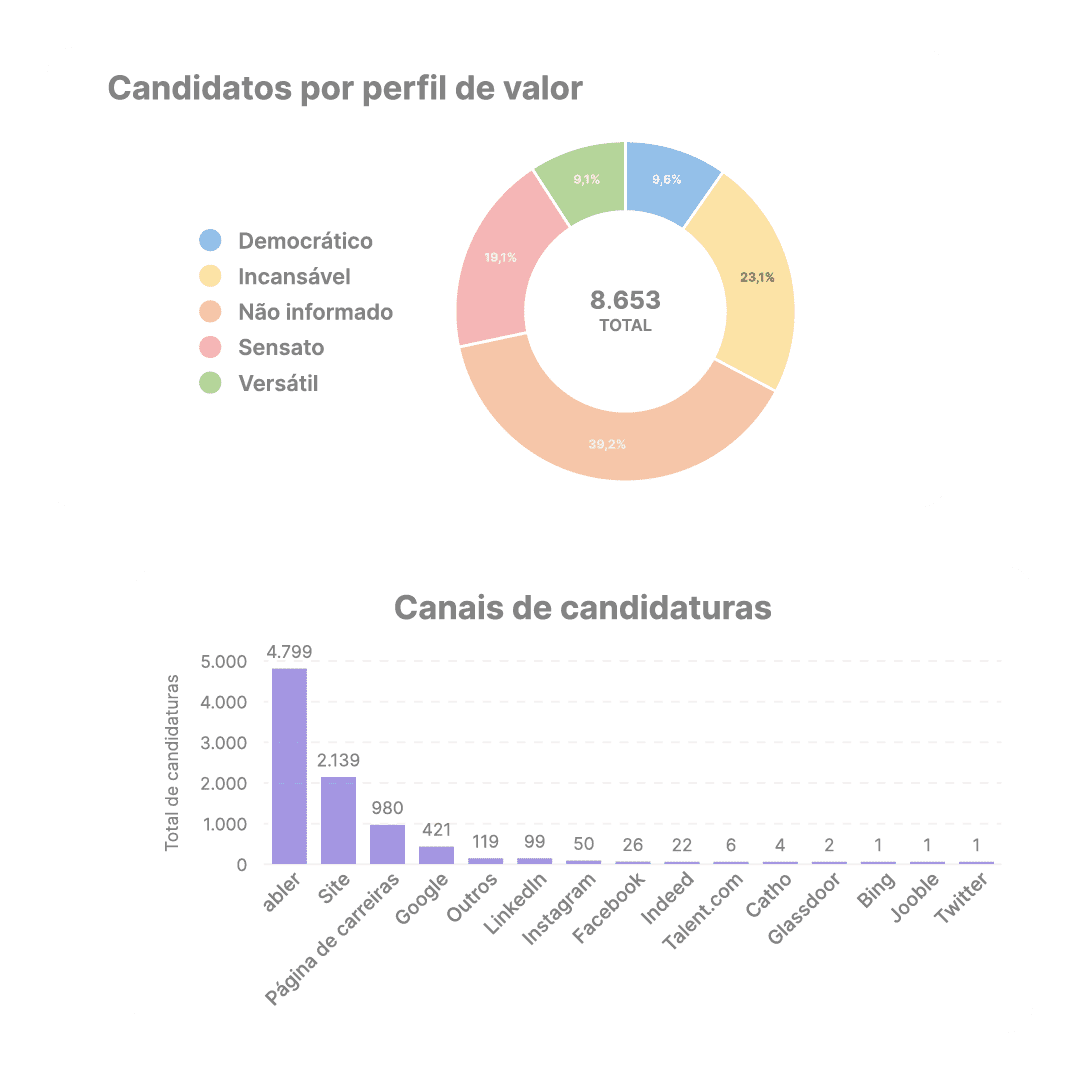 Candidatos por perfil de valor
9,1%
9,6%
19,1%
23,1%
39,2%
8.653
TOTAL
Democrático
Incansável
Não informado
Sensato
Versátil
Canais de candidaturas
Total de candidaturas
5.000
4.000
3.000
2.000
1.000
0
4.799
2.139
980
421
119
99
50
26
22
6
4
2
1
1
1
abler
Site
Página de carreiras
Google
Outros
LinkedIn
Instagram
Facebook
Indeed
Talent.com
Catho
Glassdoor
Bing
Jooble
Twitter